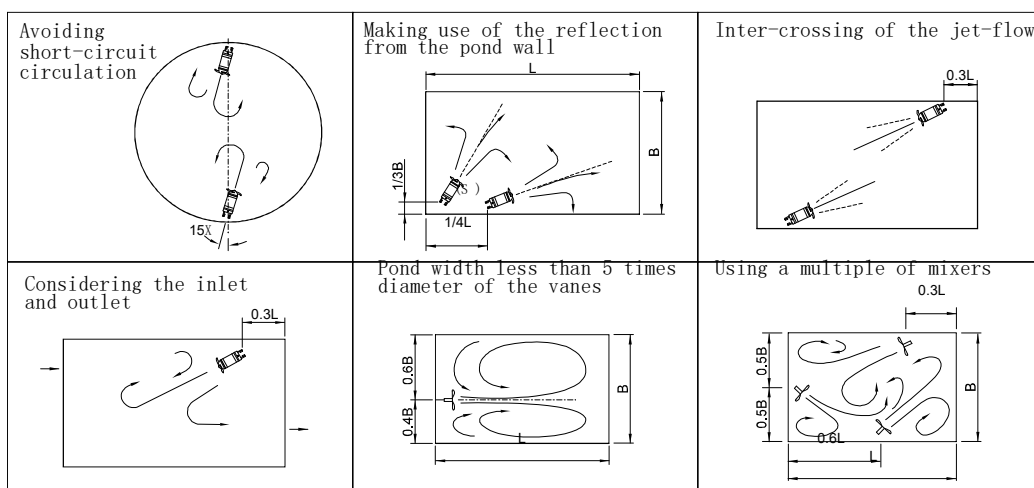 Avoiding
short-circuit
circulation
15X
Making use of the reflection
from the pond wall
L
B
1/3B
(S )
1/4L
Inter-crossing of the jet-flow
0.3L
Considering the inlet
and outlet
0.3L
Pond width less than 5 times
diameter of the vanes
0.6B
0.4B
B
L
Using a multiple of mixers
0.3L
0.5B
0.5B
B
0.6L
L